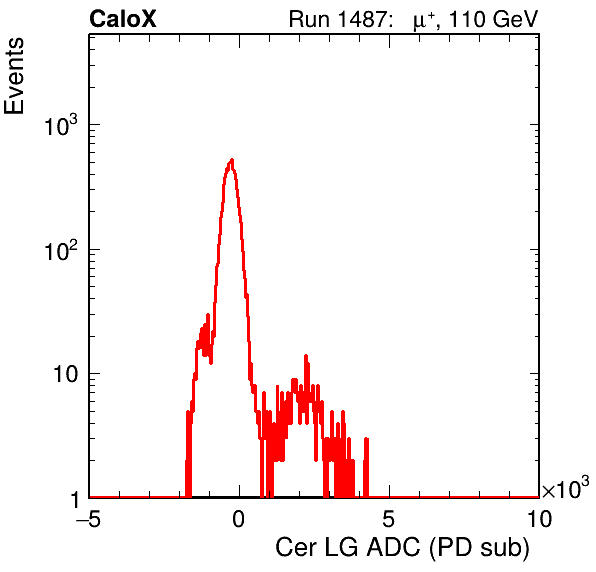 CaloX Run 1487: μ⁺, 110 GeV
Events
10³
10²
10
1
−5 0 5 10
×10³
Cer LG ADC (PD sub)